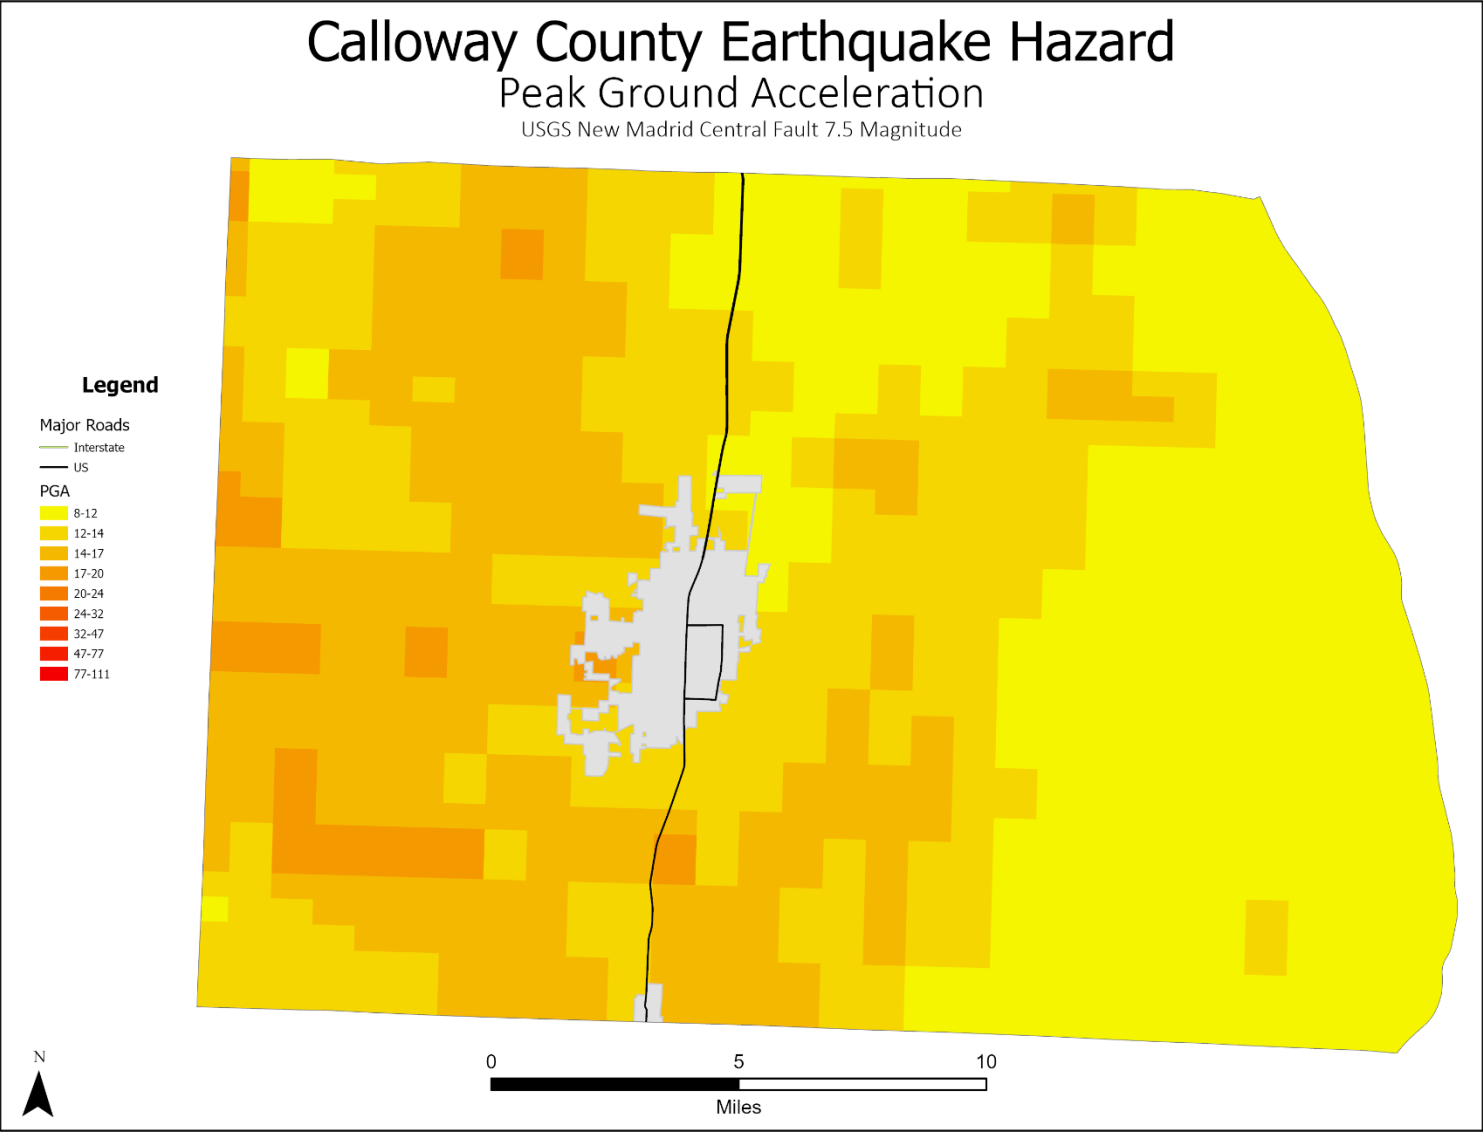 Calloway County Earthquake Hazard
Peak Ground Acceleration
USGS New Madrid Central Fault 7.5 Magnitude
Legend
Major Roads
Interstate
US
PGA
8-12
12-14
14-17
17-20
20-24
24-32
32-47
47-77
77-111
N
0 5 10
Miles